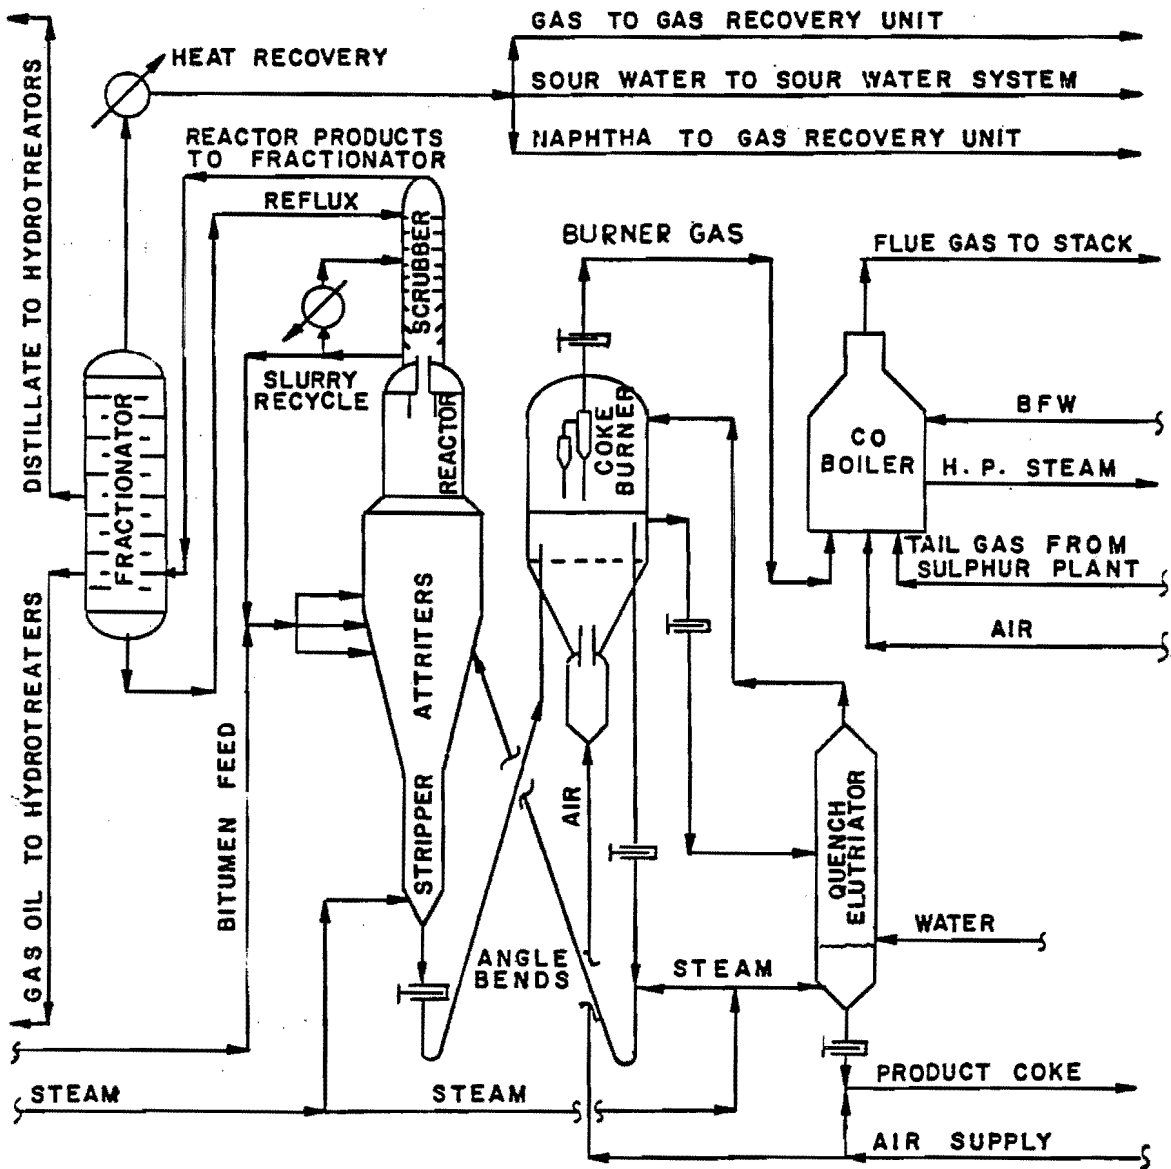 GAS TO GAS RECOVERY UNIT
HEAT RECOVERY
SOUR WATER TO SOUR WATER SYSTEM
REACTOR PRODUCTS
TO FRACTIONATOR
NAPHTHA TO GAS RECOVERY UNIT
DISTILLATE TO HYDROTREATORS
REFLUX
SCRUBBER
BURNER GAS
FLUE GAS TO STACK
SLURRY
RECYCLE
FRACTIONATOR
REACTOR
COKE
BURNER
CO
BOILER
BFW
H. P. STEAM
TAIL GAS FROM
SULPHUR PLANT
AIR
GAS OIL TO HYDROTREATERS
BITUMEN FEED
ATTRITERS
STRIPPER
AIR
QUENCH
ELUTRIATOR
WATER
ANGLE
BENDS
STEAM
PRODUCT COKE
STEAM
STEAM
AIR SUPPLY